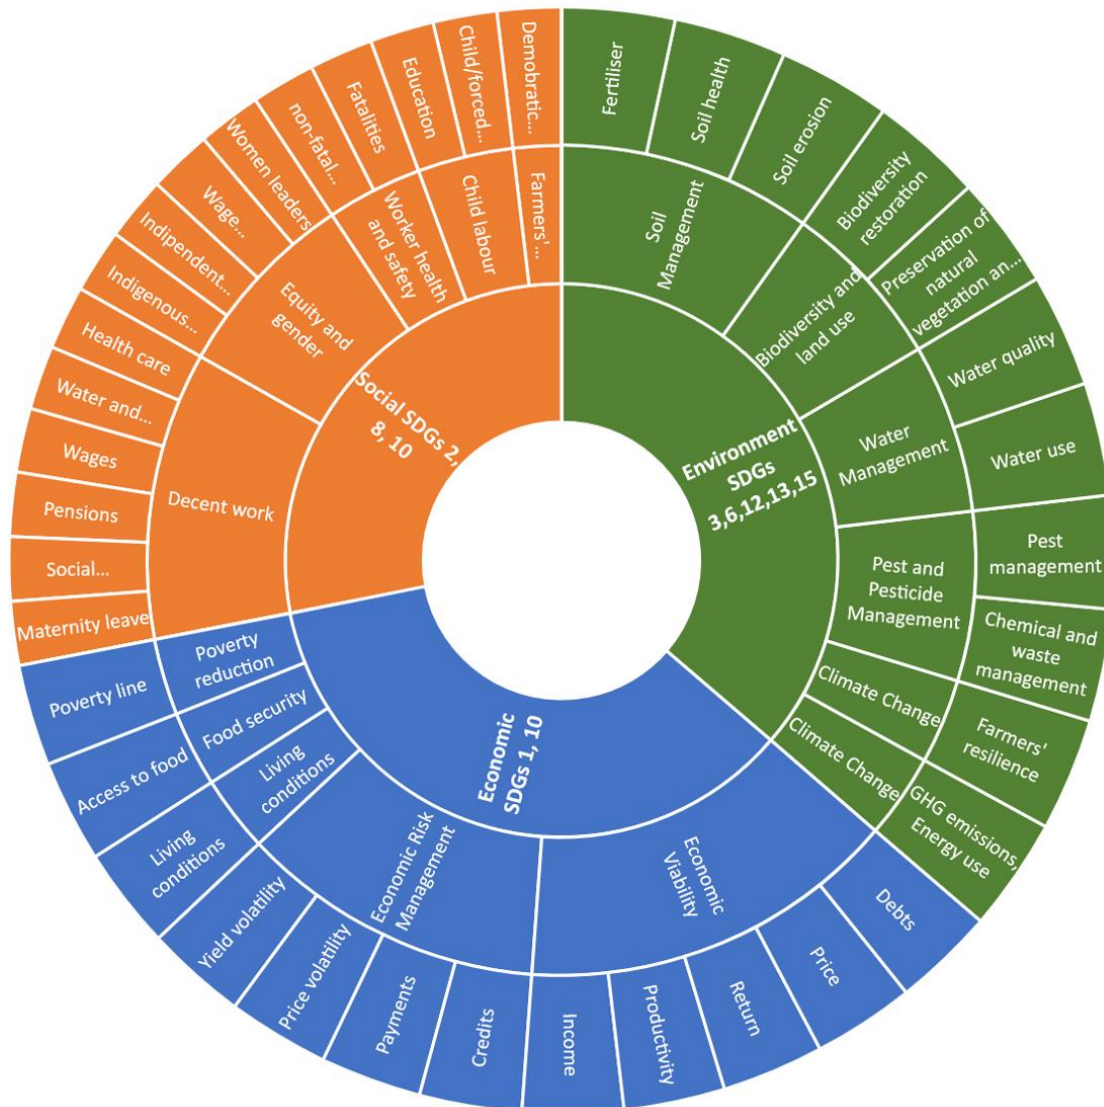 Environment
SDGs
3,6,12,13,15
Soil
Management
Fertiliser
Soil health
Soil erosion
Biodiversity and
land use
Biodiversity
restoration
Preservation of
natural
vegetation an...
Water
Management
Water quality
Water use
Pest and
Pesticide
Management
Pest
management
Chemical and
waste
management
Climate Change
Farmers'
resilience
Climate Change
GHG emissions,
Energy use
Economic
SDGs 1, 10
Economic
Viability
Debts
Price
Return
Productivity
Income
Economic Risk
Management
Credits
Payments
Price volatility
Yield volatility
Living
conditions
Living
conditions
Food security
Access to food
Poverty
reduction
Poverty line
Social SDGs 2,
8, 10
Decent work
Maternity leave
Social...
Pensions
Wages
Water and...
Health care
Equity and
gender
Indigenous...
Indipendent...
Wage...
Women leaders
Worker health
and safety
non-fatal...
Fatalities
Child labour
Education
Child/forced...
Farmers'...
Demobratic...